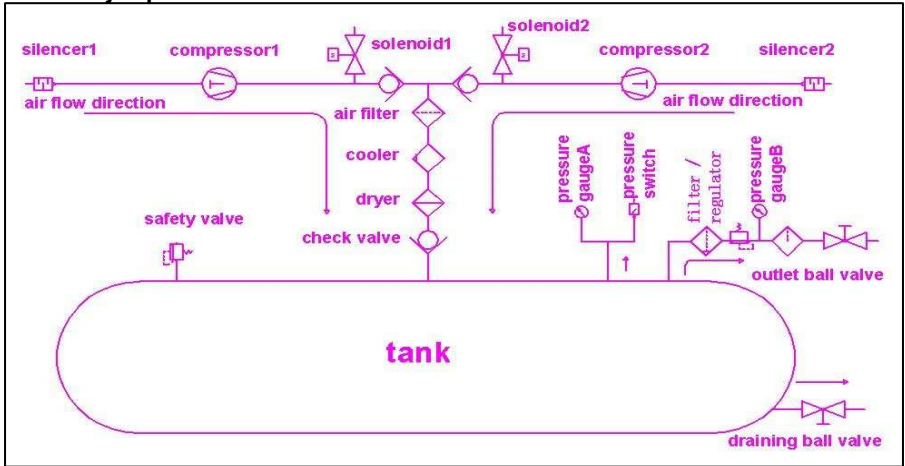 solenoid2
solenoid1
silencer1
compressor1
compressor2
silencer2
air flow direction
air filter
air flow direction
cooler
pressure
gaugeA
pressure
switch
filter /
regulator
pressure
gaugeB
dryer
safety valve
check valve
outlet ball valve
tank
draining ball valve